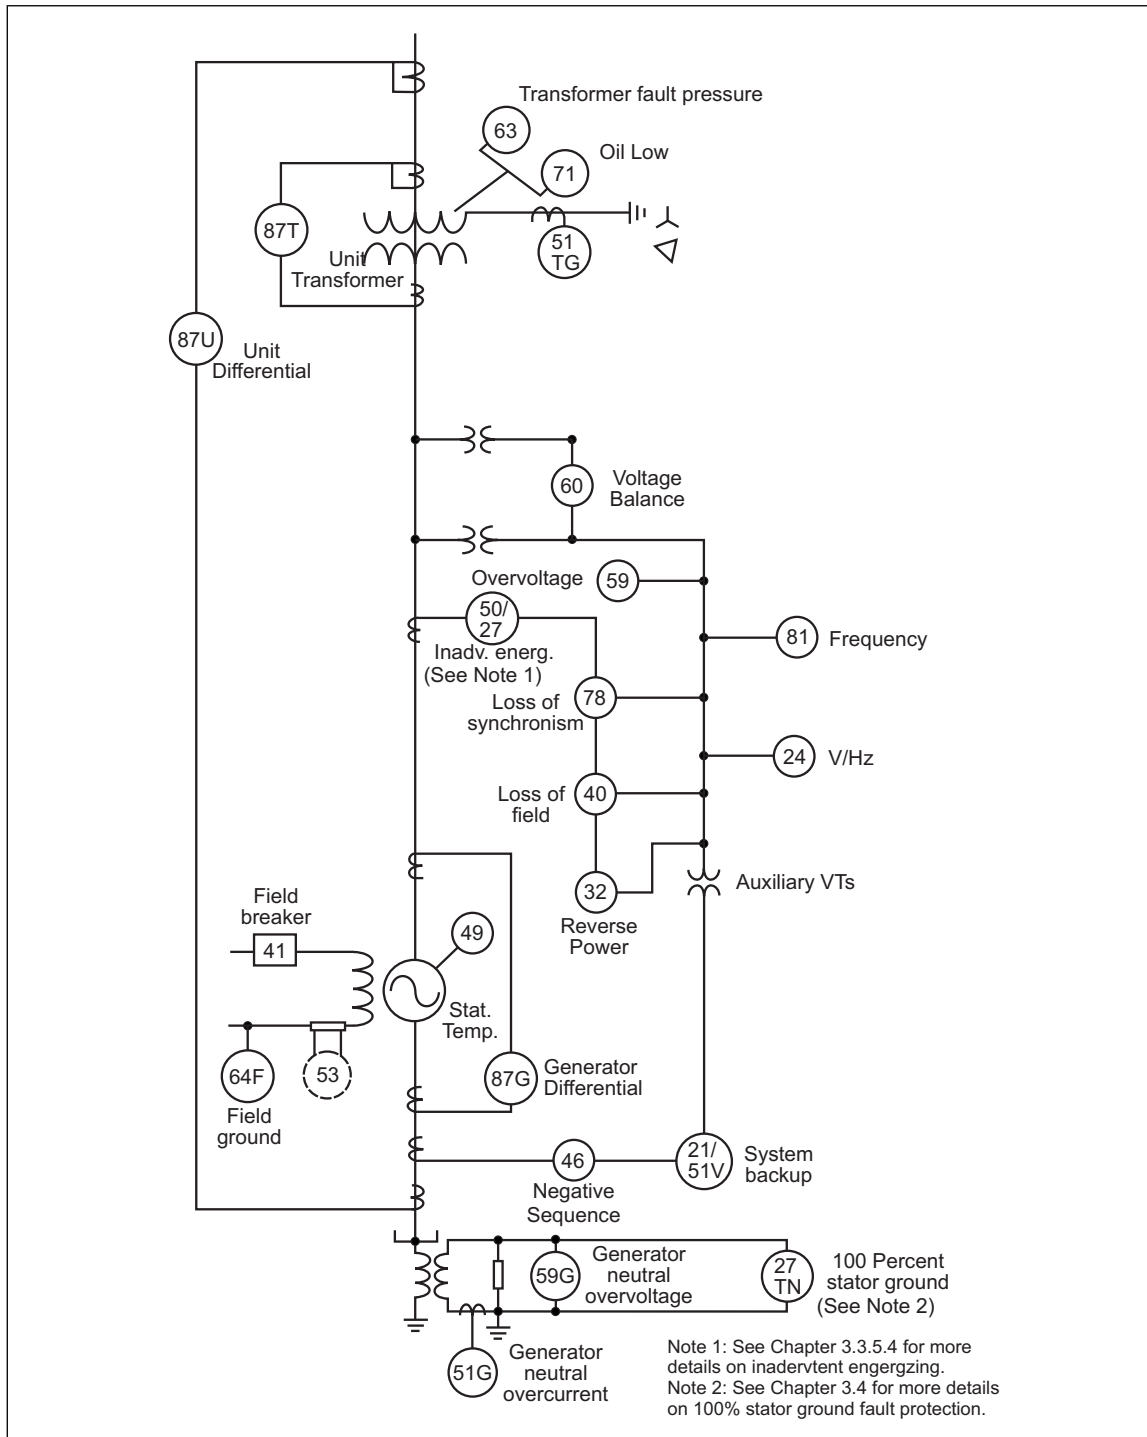 Transformer fault pressure
63
Oil Low
71
87T
51
TG
Unit
Transformer
87U
Unit
Differential
60
Voltage
Balance
Overvoltage
59
50/
27
Inadv. energ.
(See Note 1)
81
Frequency
78
Loss of
synchronism
24
V/Hz
Loss of
field
40
Auxiliary VTs
32
Reverse
Power
Field
breaker
41
49
Stat.
Temp.
64F
53
Field
ground
87G
Generator
Differential
46
Negative
Sequence
21/
51V
System
backup
59G
Generator
neutral
overvoltage
27
TN
100 Percent
stator ground
(See Note 2)
51G
Generator
neutral
overcurrent
Note 1: See Chapter 3.3.5.4 for more
details on inadervtent engergzing.
Note 2: See Chapter 3.4 for more details
on 100% stator ground fault protection.